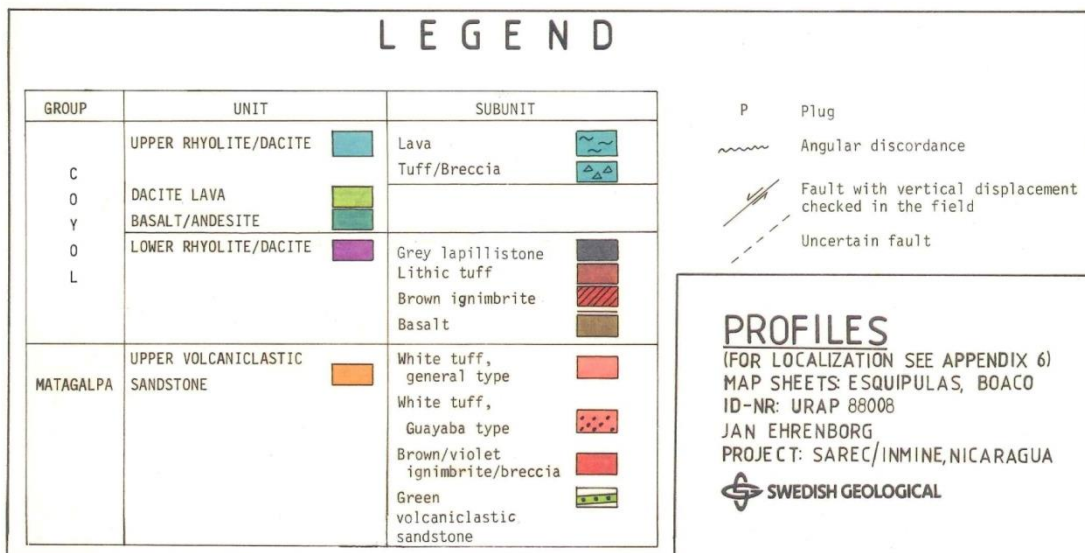 LEGEND
GROUP UNIT SUBUNIT
COYOL
UPPER RHYOLITE/DACITE
Lava
Tuff/Breccia
DACITE LAVA
BASALT/ANDESITE
LOWER RHYOLITE/DACITE
Grey lapillistone
Lithic tuff
Brown ignimbrite
Basalt
MATAGALPA
UPPER VOLCANICLASTIC
SANDSTONE
White tuff,
general type
White tuff,
Guayaba type
Brown/violet
ignimbrite/breccia
Green
volcaniclastic
sandstone
P Plug
Angular discordance
Fault with vertical displacement
checked in the field
Uncertain fault
PROFILES
(FOR LOCALIZATION SEE APPENDIX 6)
MAP SHEETS: ESQUIPULAS, BOACO
ID-NR: URAP 88008
JAN EHRENBORG
PROJECT: SAREC/INMINE, NICARAGUA
SWEDISH GEOLOGICAL